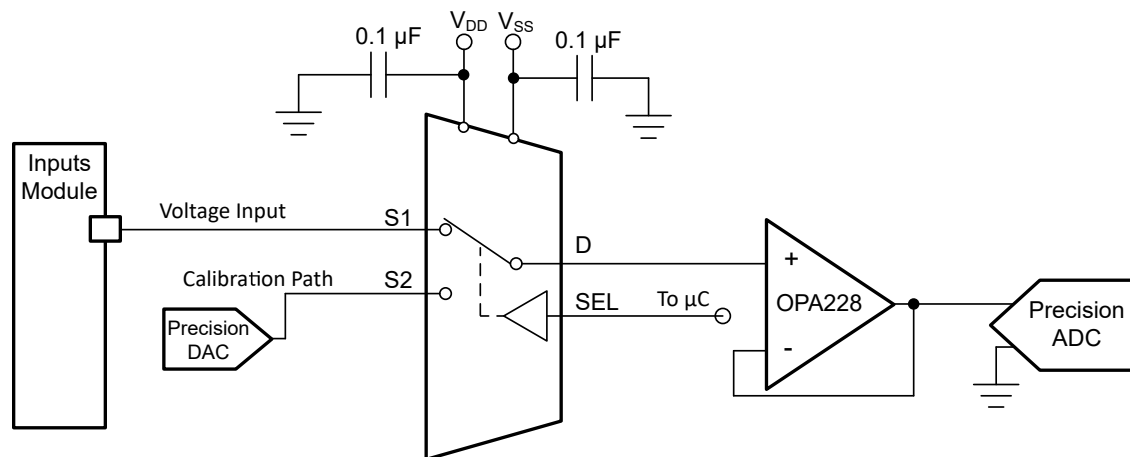 V_DD
V_SS
0.1 µF
0.1 µF
Inputs
Module
Voltage Input
S1
D
Calibration Path
S2
SEL
To µC
Precision
DAC
+
OPA228
-
Precision
ADC